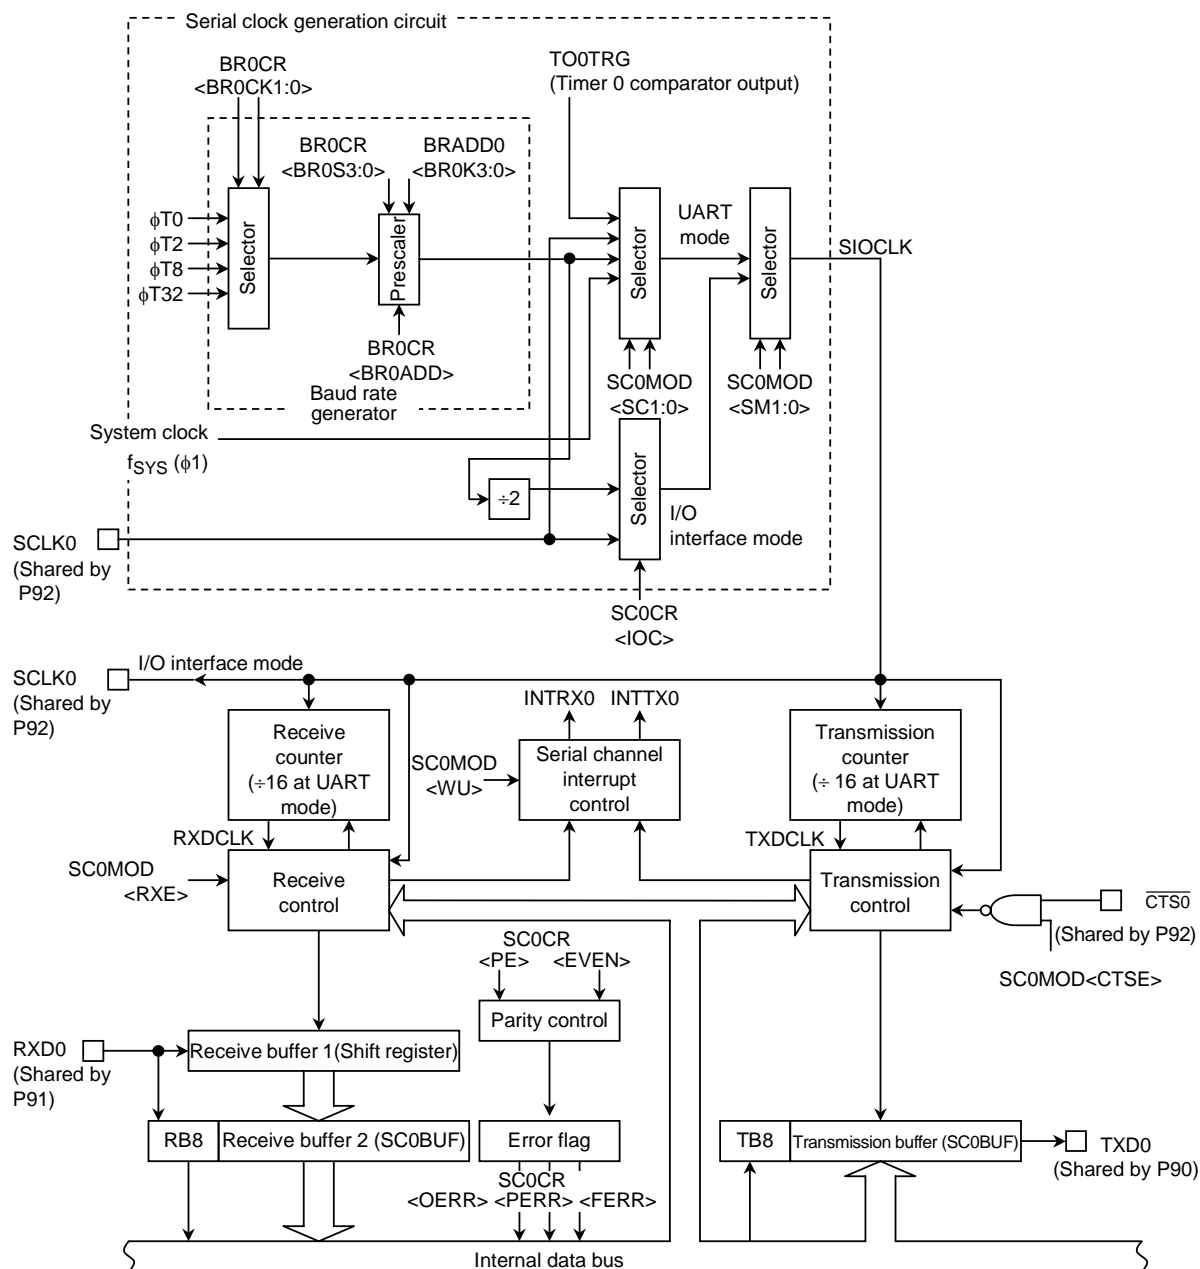 Serial clock generation circuit
BR0CR
<BR0CK1:0>
TO0TRG
(Timer 0 comparator output)
BR0CR
<BR0S3:0>
BRADD0
<BR0K3:0>
ϕT0
ϕT2
ϕT8
ϕT32
Selector
Prescaler
BR0CR
<BR0ADD>
Baud rate
generator
Selector
UART
mode
Selector
SIOCLK
SC0MOD
<SC1:0>
SC0MOD
<SM1:0>
System clock
fSYS (ϕ1)
÷2
Selector
I/O
interface mode
SCLK0
(Shared by
P92)
SC0CR
<IOC>
SCLK0
(Shared by
P92)
I/O interface mode
Receive
counter
(÷16 at UART
mode)
INTRX0
INTTX0
SC0MOD
<WU>
Serial channel
interrupt
control
Transmission
counter
(÷ 16 at UART
mode)
RXDCLK
TXDCLK
SC0MOD
<RXE>
Receive
control
Transmission
control
CTS0
(Shared by P92)
SC0MOD<CTSE>
SC0CR
<PE>
<EVEN>
Parity control
RXD0
(Shared by
P91)
Receive buffer 1(Shift register)
RB8
Receive buffer 2 (SC0BUF)
Error flag
SC0CR
<OERR>
<PERR>
<FERR>
TB8
Transmission buffer (SC0BUF)
TXD0
(Shared by P90)
Internal data bus